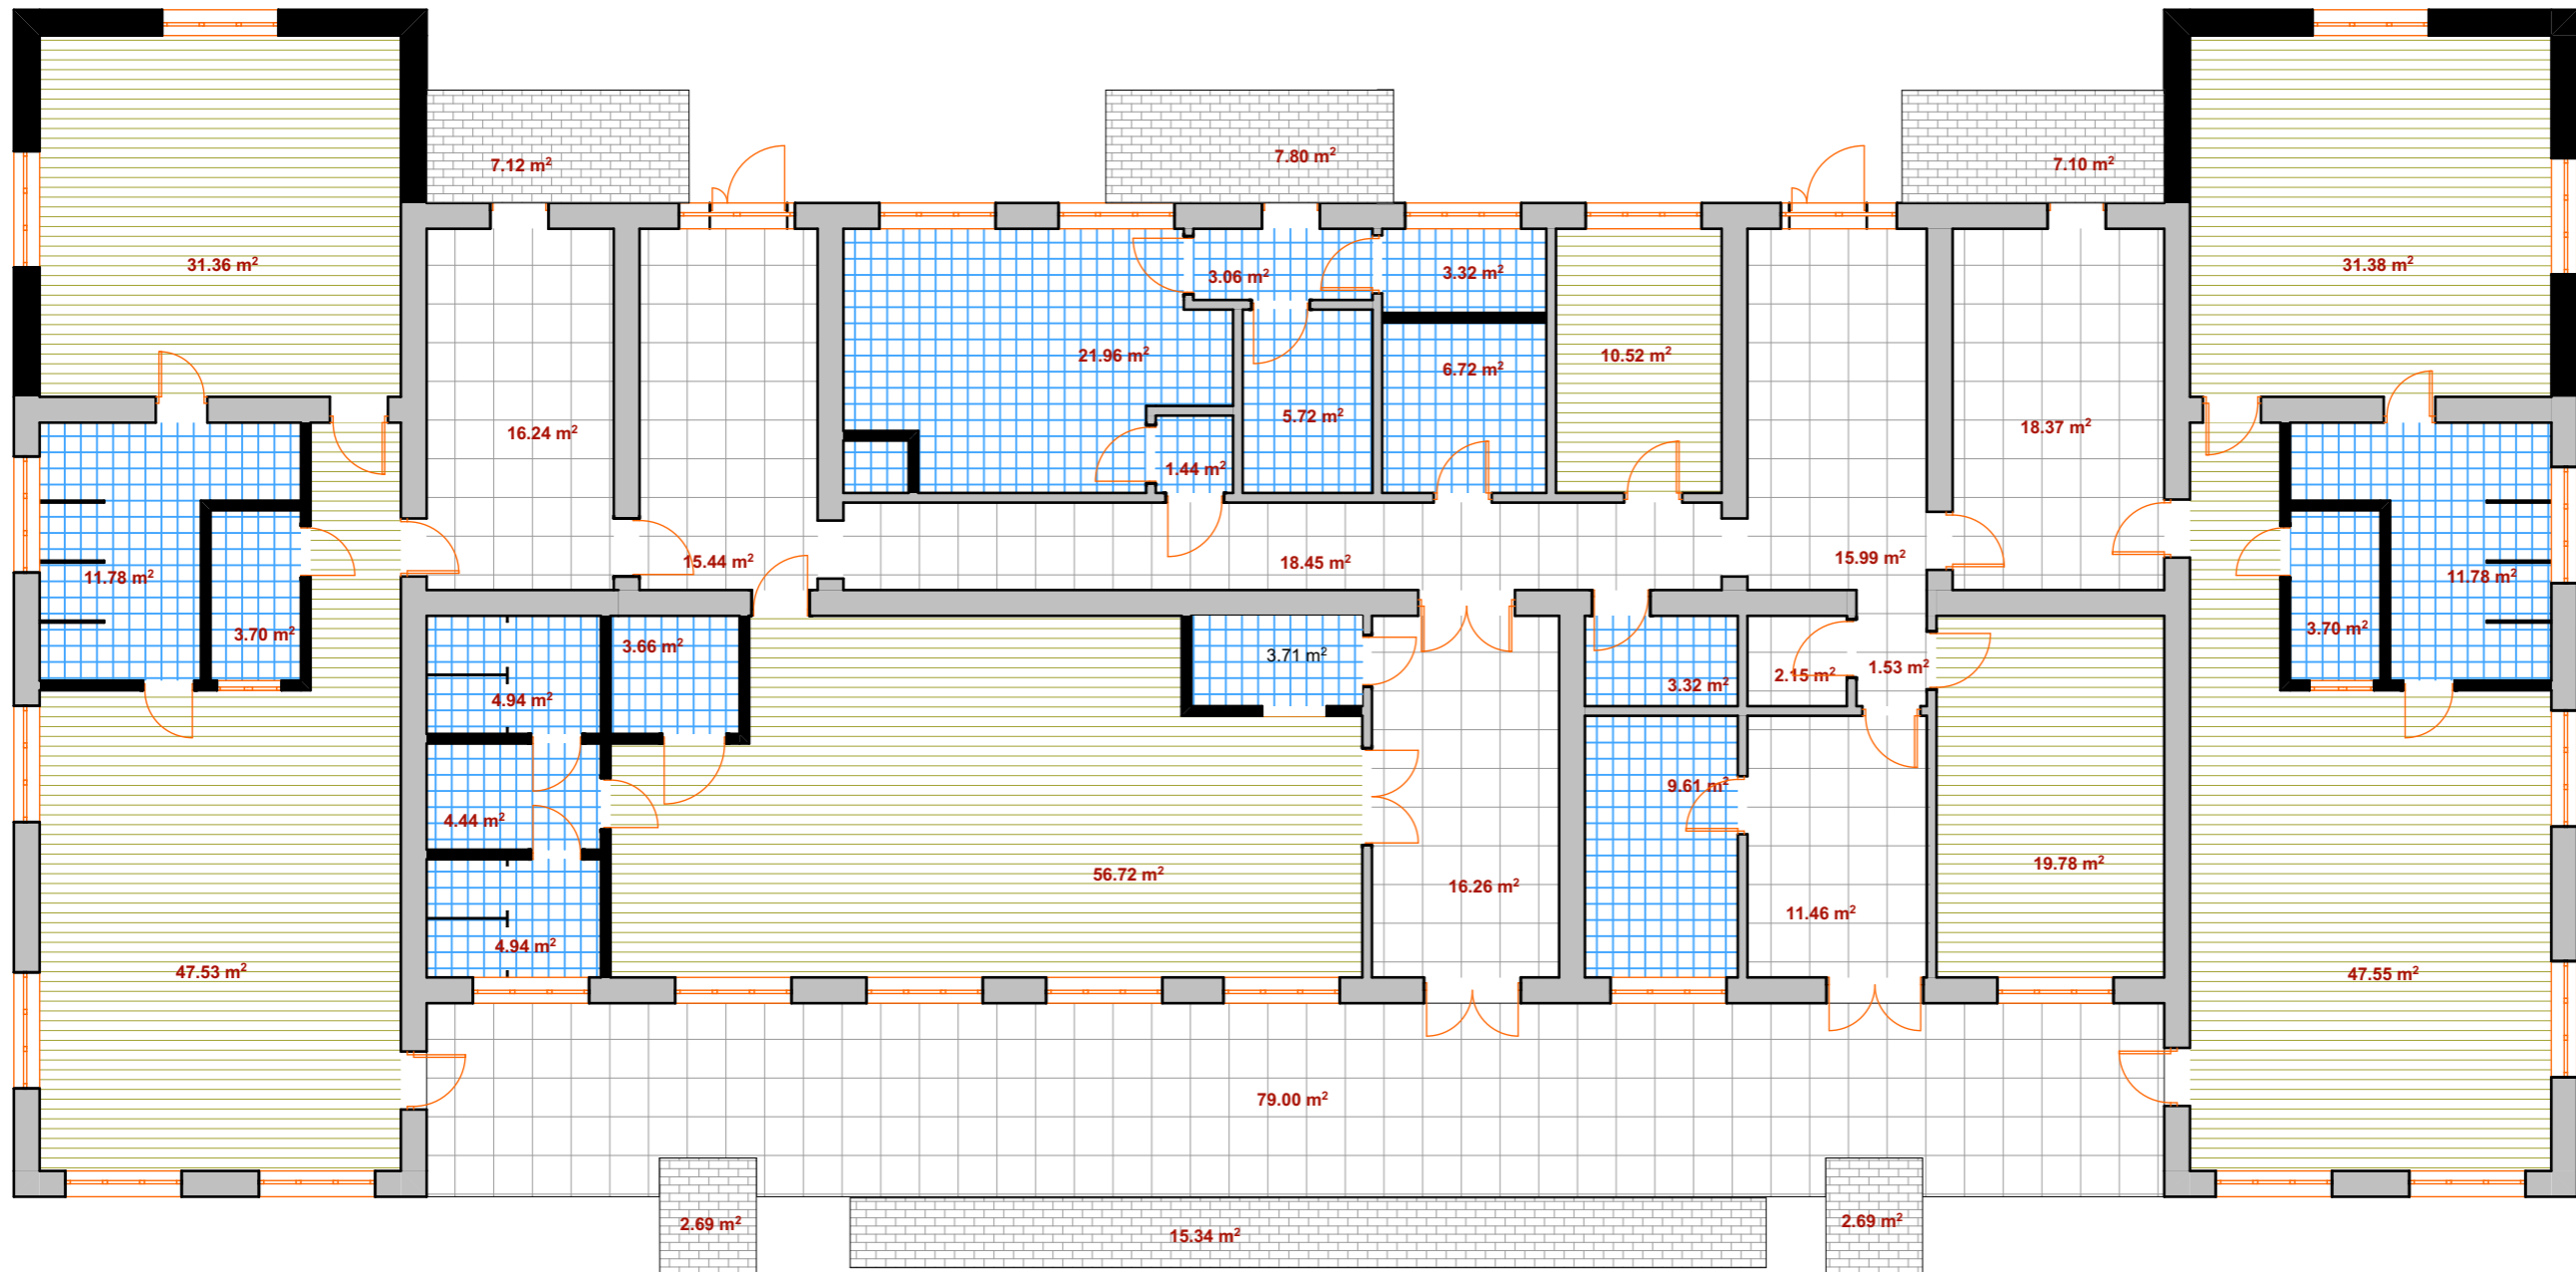 7.12 m²
7.80 m²
7.10 m²
31.36 m²
3.06 m²
3.32 m²
31.38 m²
21.96 m²
10.52 m²
6.72 m²
5.72 m²
16.24 m²
18.37 m²
1.44 m²
15.44 m²
18.45 m²
15.99 m²
11.78 m²
11.78 m²
3.70 m²
3.66 m²
3.71 m²
3.70 m²
4.94 m²
3.32 m²
2.15 m²
1.53 m²
9.61 m²
4.44 m²
56.72 m²
16.26 m²
19.78 m²
11.46 m²
4.94 m²
47.53 m²
47.55 m²
79.00 m²
2.69 m²
15.34 m²
2.69 m²